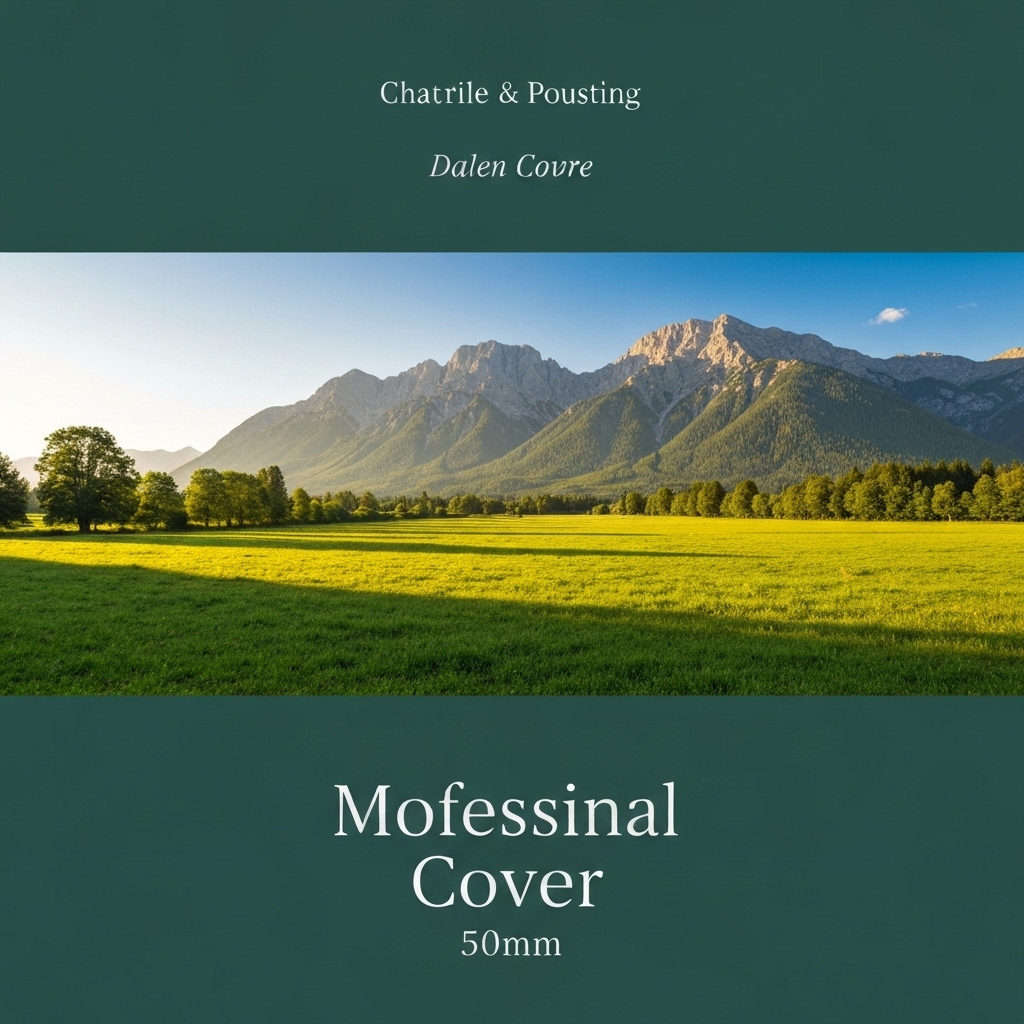 Chatrile & Pousting
Dalen Covre
Mofessinal
Cover
50mm